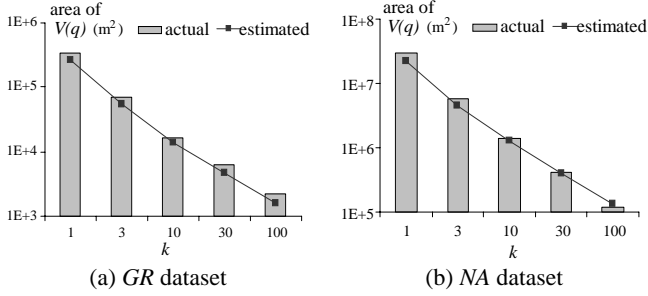 area of
V(q) (m²) actual estimated
1E+6
1E+5
1E+4
1E+3
1 3 10 30 100
k
(a) GR dataset
area of
V(q) (m²) actual estimated
1E+8
1E+7
1E+6
1E+5
1 3 10 30 100
k
(b) NA dataset